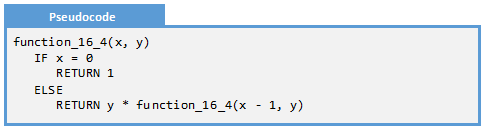 Pseudocode
function_16_4(x, y)
   IF x = 0
      RETURN 1
   ELSE
      RETURN y * function_16_4(x - 1, y)